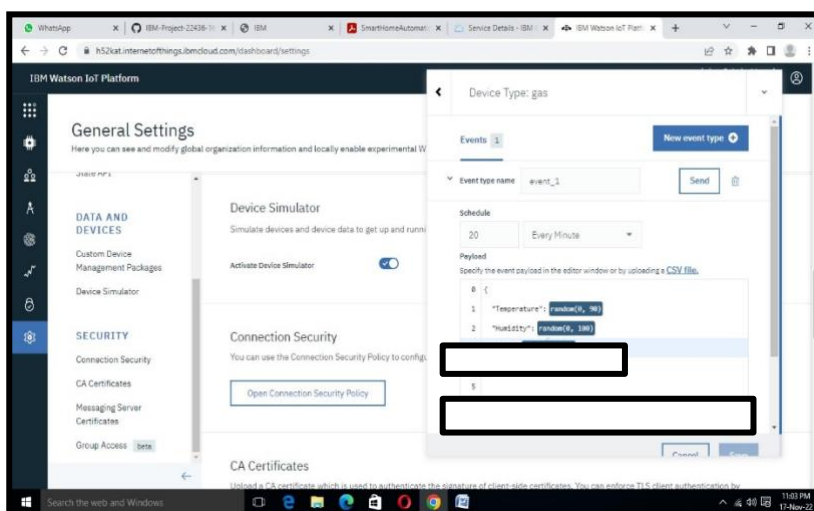 WhatsApp
IBM-Project-22436-1
IBM
SmartHomeAutomat
Service Details - IBM
IBM Watson IoT Platf
h52kat.internetofthings.ibmcloud.com/dashboard/settings
IBM Watson IoT Platform
General Settings
Here you can see and modify global organization information and locally enable experimental W
DATA AND
DEVICES
Custom Device
Management Packages
Device Simulator
SECURITY
Connection Security
CA Certificates
Messaging Server
Certificates
Group Access beta
Device Simulator
Simulate devices and device data to get up and runni
Activate Device Simulator
Connection Security
You can use the Connection Security Policy to configu
Open Connection Security Policy
CA Certificates
Upload a CA certificate which is used to authenticate the signature of client-side certificates. You can enforce TLS client authentication by
Device Type: gas
Events 1
New event type
Event type name event_1 Send
Schedule
20 Every Minute
Payload
Specify the event payload in the editor window or by uploading a CSV file.
0 {
1 "Temperature": random(0, 90)
2 "Humidity": random(0, 100)
5
Cancel Save
Search the web and Windows
11:03 PM
17-Nov-22